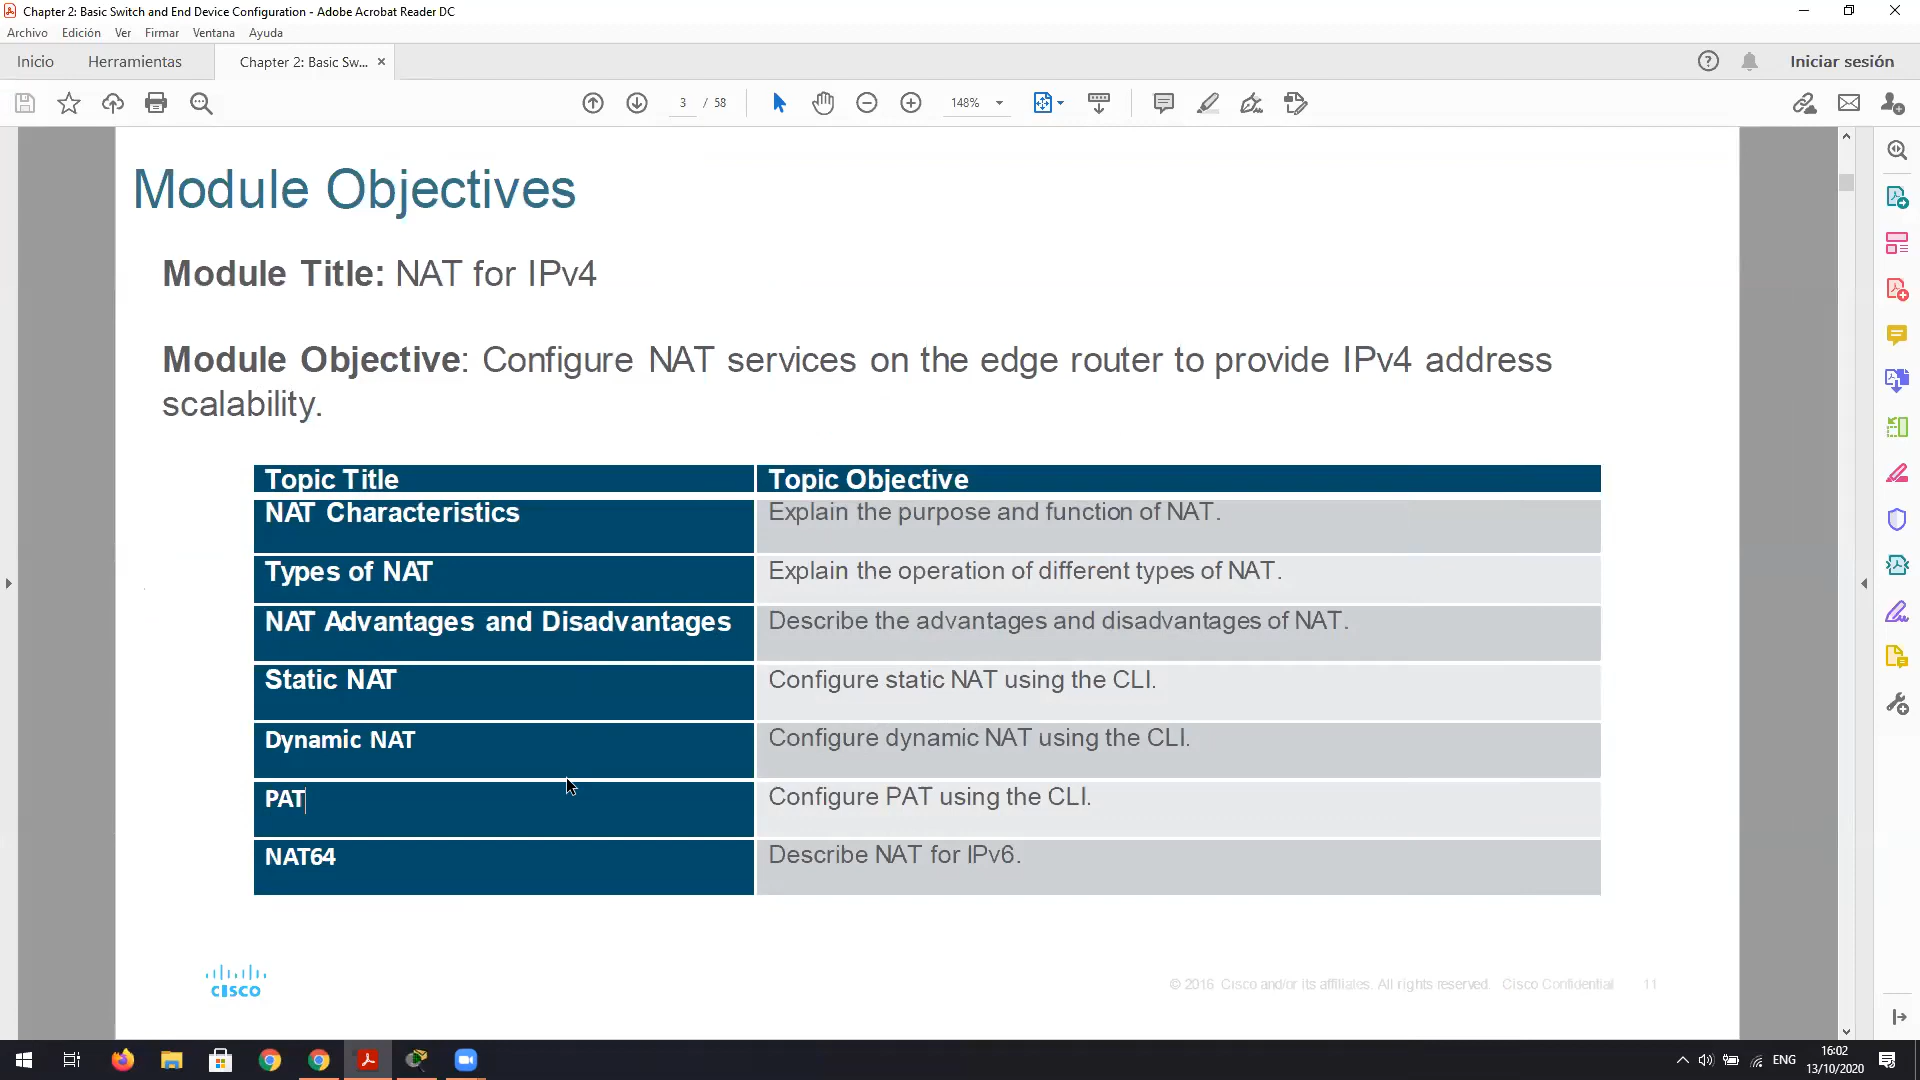 Chapter 2: Basic Switch and End Device Configuration - Adobe Acrobat Reader DC
Archivo Edición Ver Firmar Ventana Ayuda
Inicio Herramientas Chapter 2: Basic Sw... × Iniciar sesión
3 / 58 148%
Module Objectives
Module Title: NAT for IPv4
Module Objective: Configure NAT services on the edge router to provide IPv4 address
scalability.
Topic Title Topic Objective
NAT Characteristics Explain the purpose and function of NAT.
Types of NAT Explain the operation of different types of NAT.
NAT Advantages and Disadvantages Describe the advantages and disadvantages of NAT.
Static NAT Configure static NAT using the CLI.
Dynamic NAT Configure dynamic NAT using the CLI.
PAT Configure PAT using the CLI.
NAT64 Describe NAT for IPv6.
CISCO
© 2016 Cisco and/or its affiliates. All rights reserved. Cisco Confidential 11
ENG 16:02
13/10/2020